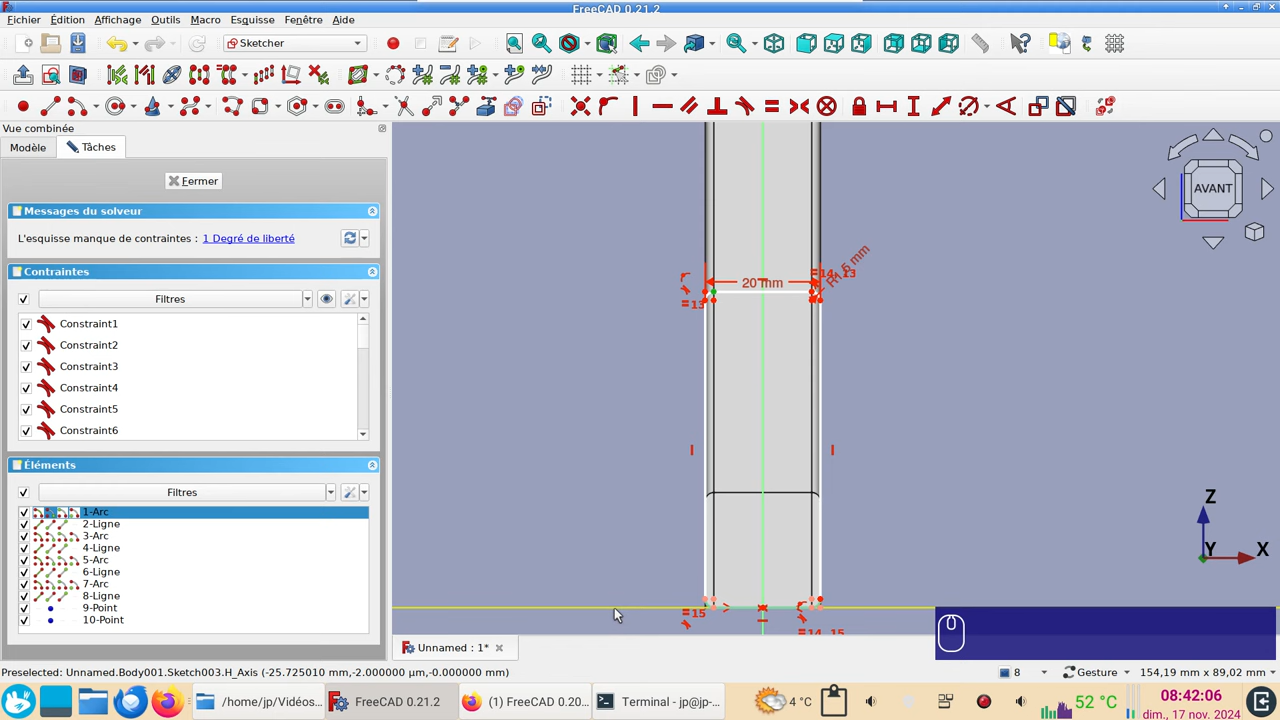 FreeCAD 0.21.2
Fichier Édition Affichage Outils Macro Esquisse Fenêtre Aide
Sketcher
Vue combinée
Modèle Tâches
Fermer
Messages du solveur
L'esquisse manque de contraintes : 1 Degré de liberté
Contraintes
Filtres
Constraint1
Constraint2
Constraint3
Constraint4
Constraint5
Constraint6
Éléments
Filtres
1-Arc
2-Ligne
3-Arc
4-Ligne
5-Arc
6-Ligne
7-Arc
8-Ligne
9-Point
10-Point
AVANT
20 mm
13
15
Z
Y X
Unnamed : 1*
Preselected: Unnamed.Body001.Sketch003.H_Axis (-25.725010 mm,-2.000000 µm,-0.000000 mm)
8 Gesture 154,19 mm x 89,02 mm
/home/jp/Vidéos... FreeCAD 0.21.2 (1) FreeCAD 0.20... Terminal - jp@jp-... 4 °C 52 °C
08:42:06
dim., 17 nov. 2024